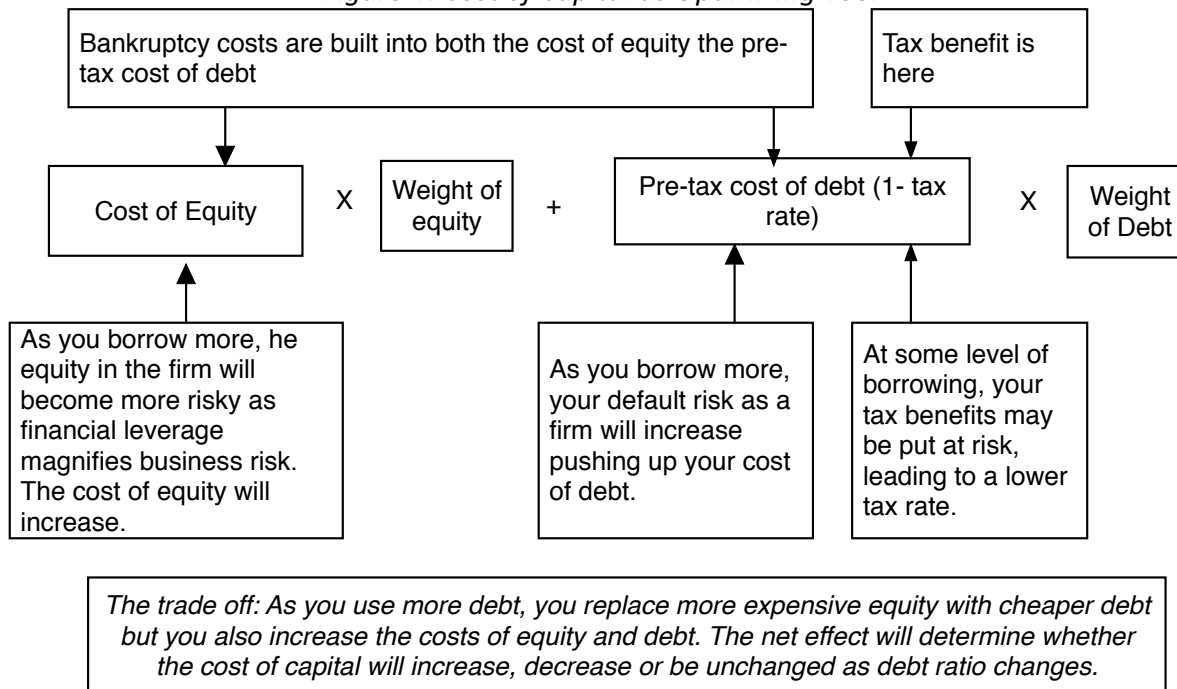 Bankruptcy costs are built into both the cost of equity the pre-
tax cost of debt
Tax benefit is
here
Cost of Equity
X
Weight of
equity
+
Pre-tax cost of debt (1- tax
rate)
X
Weight
of Debt
As you borrow more, he
equity in the firm will
become more risky as
financial leverage
magnifies business risk.
The cost of equity will
increase.
As you borrow more,
your default risk as a
firm will increase
pushing up your cost
of debt.
At some level of
borrowing, your
tax benefits may
be put at risk,
leading to a lower
tax rate.
The trade off: As you use more debt, you replace more expensive equity with cheaper debt
but you also increase the costs of equity and debt. The net effect will determine whether
the cost of capital will increase, decrease or be unchanged as debt ratio changes.